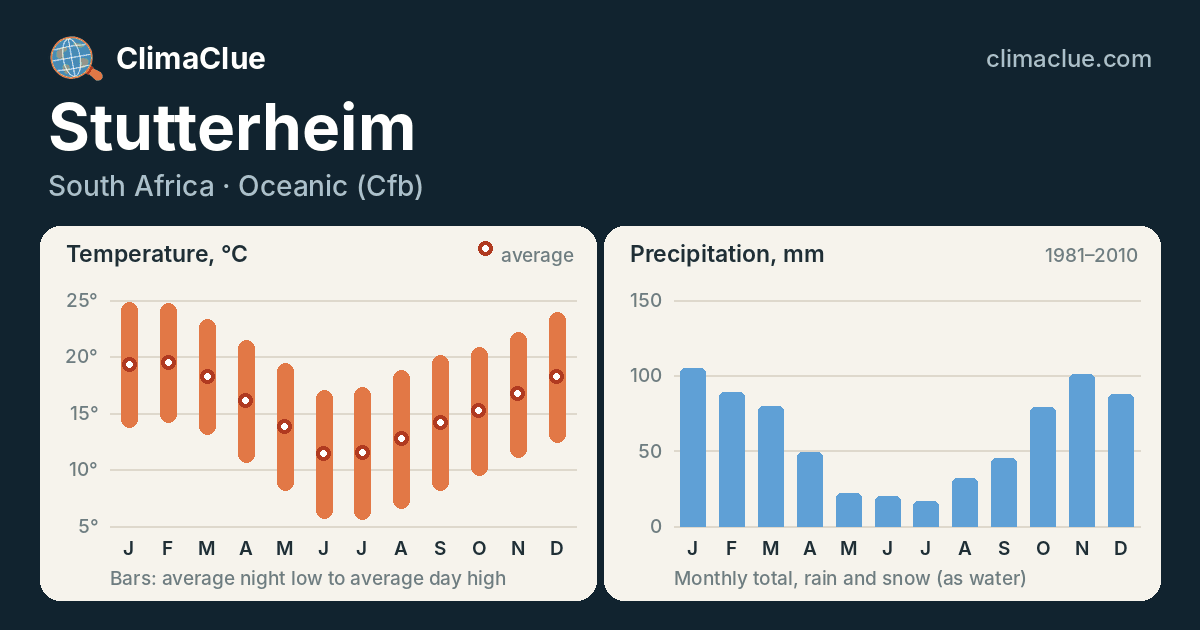 ClimaClue
climaclue.com
Stutterheim
South Africa · Oceanic (Cfb)
Temperature, °C
average
25°
20°
15°
10°
5°
J F M A M J J A S O N D
Bars: average night low to average day high
Precipitation, mm
1981–2010
150
100
50
0
J F M A M J J A S O N D
Monthly total, rain and snow (as water)